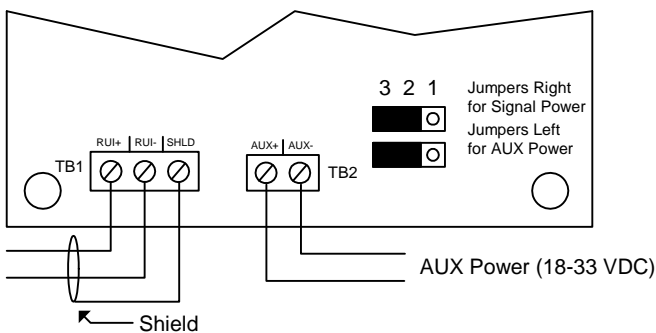 3 2 1
Jumpers Right
for Signal Power
Jumpers Left
for AUX Power
RUI+ RUI- SHLD
TB1
AUX+ AUX-
TB2
AUX Power (18-33 VDC)
Shield